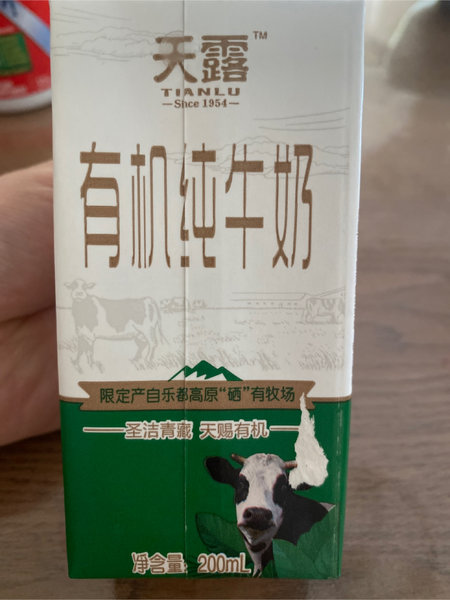 天露™
TIANLU
Since 1954
有机纯牛奶
限定产自乐都高原“硒”有牧场
圣洁青藏 天赐有机
净含量: 200mL